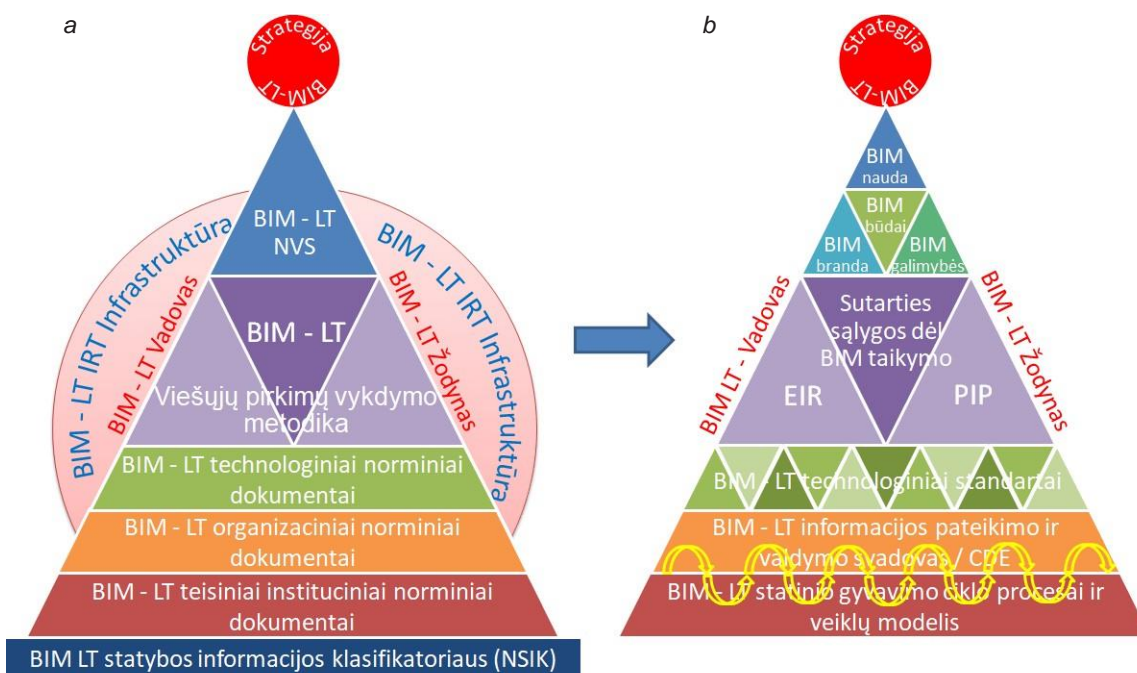 a
Strategija
BIM-LT
BIM - LT
NVS
BIM - LT IRT Infrastruktūra
BIM - LT IRT Infrastruktūra
BIM - LT Vadovas
BIM - LT Žodynas
BIM - LT
Viešųjų pirkimų vykdymo
metodika
BIM - LT technologiniai norminiai
dokumentai
BIM - LT organizaciniai norminiai
dokumentai
BIM - LT teisiniai instituciniai norminiai
dokumentai
BIM LT statybos informacijos klasifikatoriaus (NSIK)
b
Strategija
BIM-LT
BIM
nauda
BIM
būdai
BIM
branda
BIM
galimybės
BIM LT - Vadovas
BIM - LT Žodynas
Sutarties
sąlygos dėl
BIM taikymo
EIR
PIP
BIM - LT technologiniai standartai
BIM - LT informacijos pateikimo ir
valdymo svadovas / CDE
BIM - LT statinio gyvavimo ciklo procesai ir
veiklų modelis